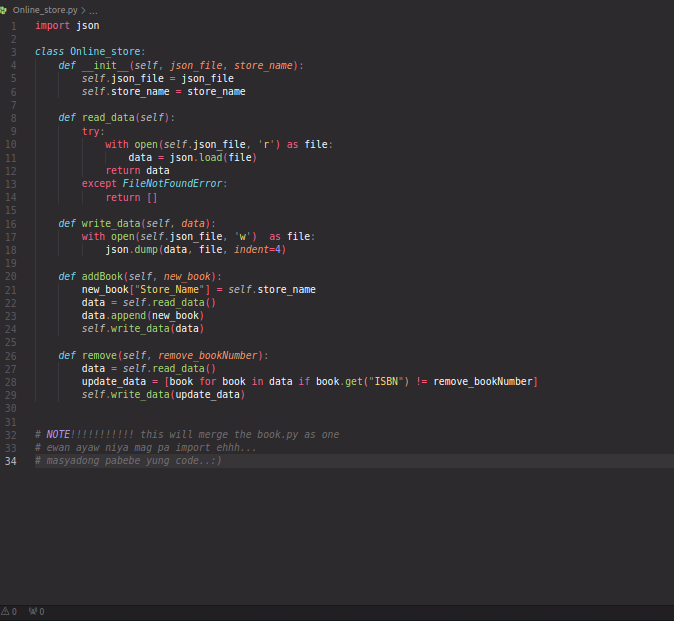 Online_store.py > ...
1 import json
2
3 class Online_store:
4     def __init__(self, json_file, store_name):
5         self.json_file = json_file
6         self.store_name = store_name
7
8     def read_data(self):
9         try:
10             with open(self.json_file, 'r') as file:
11                 data = json.load(file)
12             return data
13         except FileNotFoundError:
14             return []
15
16     def write_data(self, data):
17         with open(self.json_file, 'w')  as file:
18             json.dump(data, file, indent=4)
19
20     def addBook(self, new_book):
21         new_book["Store_Name"] = self.store_name
22         data = self.read_data()
23         data.append(new_book)
24         self.write_data(data)
25
26     def remove(self, remove_bookNumber):
27         data = self.read_data()
28         update_data = [book for book in data if book.get("ISBN") != remove_bookNumber]
29         self.write_data(update_data)
30
31
32 # NOTE!!!!!!!!!!! this will merge the book.py as one
33 # ewan ayaw niya mag pa import ehhh...
34 # masyadong pabebe yung code..:)
0 0